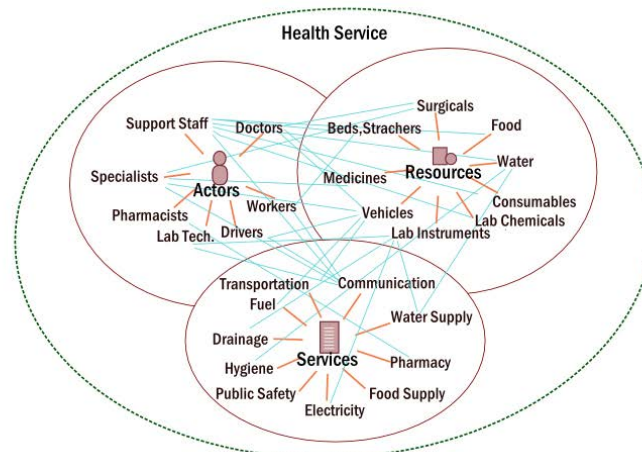 Health Service
Support Staff
Doctors
Specialists
Actors
Pharmacists
Workers
Lab Tech.
Drivers
Surgicals
Beds,Strachers
Food
Water
Medicines
Resources
Consumables
Vehicles
Lab Chemicals
Lab Instruments
Transportation
Communication
Fuel
Water Supply
Drainage
Services
Hygiene
Pharmacy
Public Safety
Food Supply
Electricity